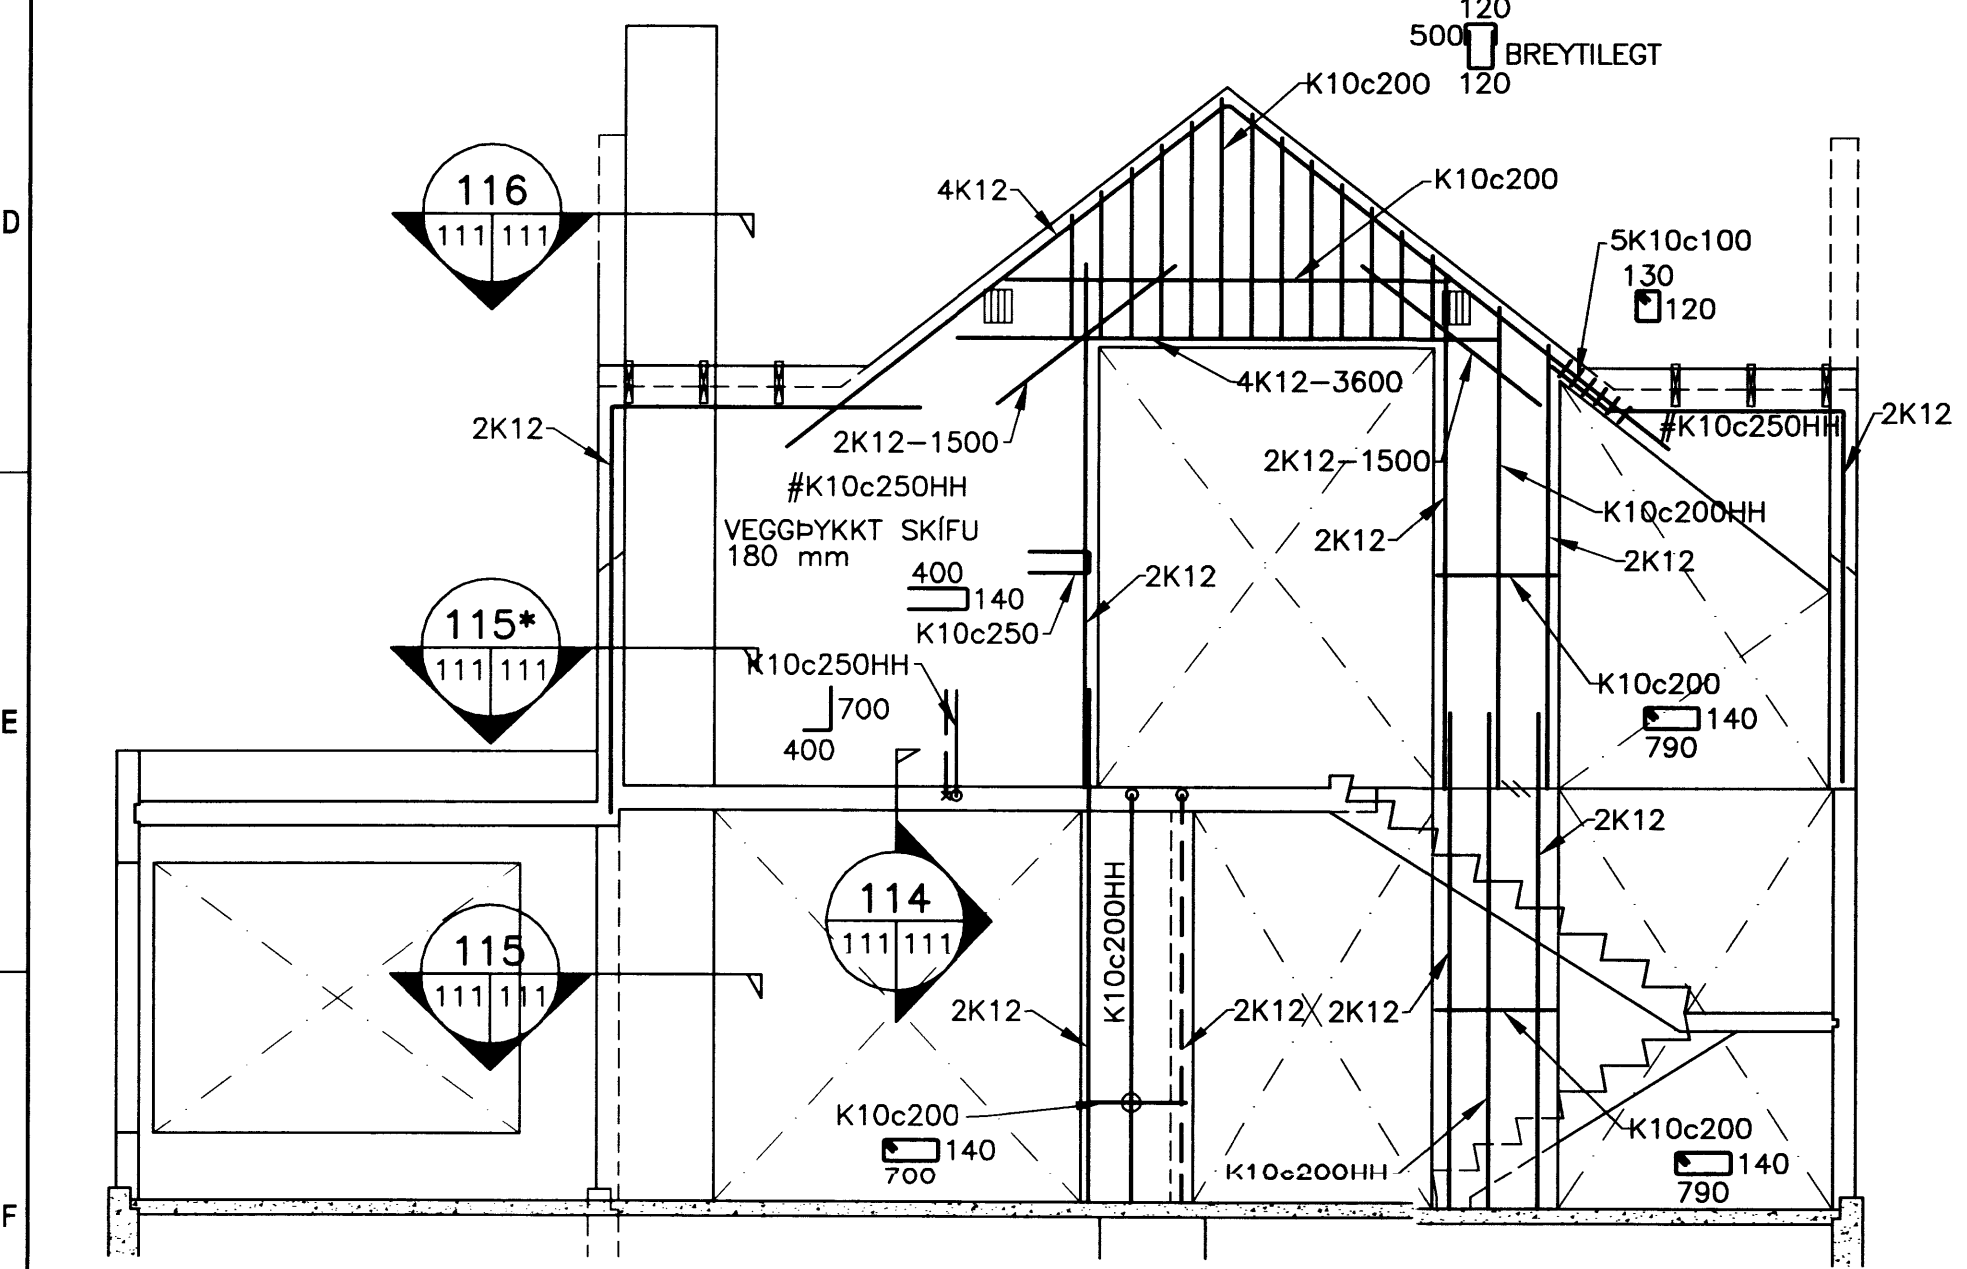 120
500
BREYTILEGT
120
K10c200
116
111 111
D
4K12
K10c200
5K10c100
130
120
4K12-3600
2K12
2K12-1500
2K12-1500
#K10c250HH
2K12
#K10c250HH
VEGGÞYKKT SKÍFU
180 mm
K10c200HH
2K12
2K12
400
140
2K12
K10c250
115*
111 111
K10c250HH
700
400
K10c200
140
790
E
2K12
114
111 111
K10c200HH
115
111 111
2K12
2K12
2K12
K10c200
140
700
K10c200HH
K10c200
140
790
F